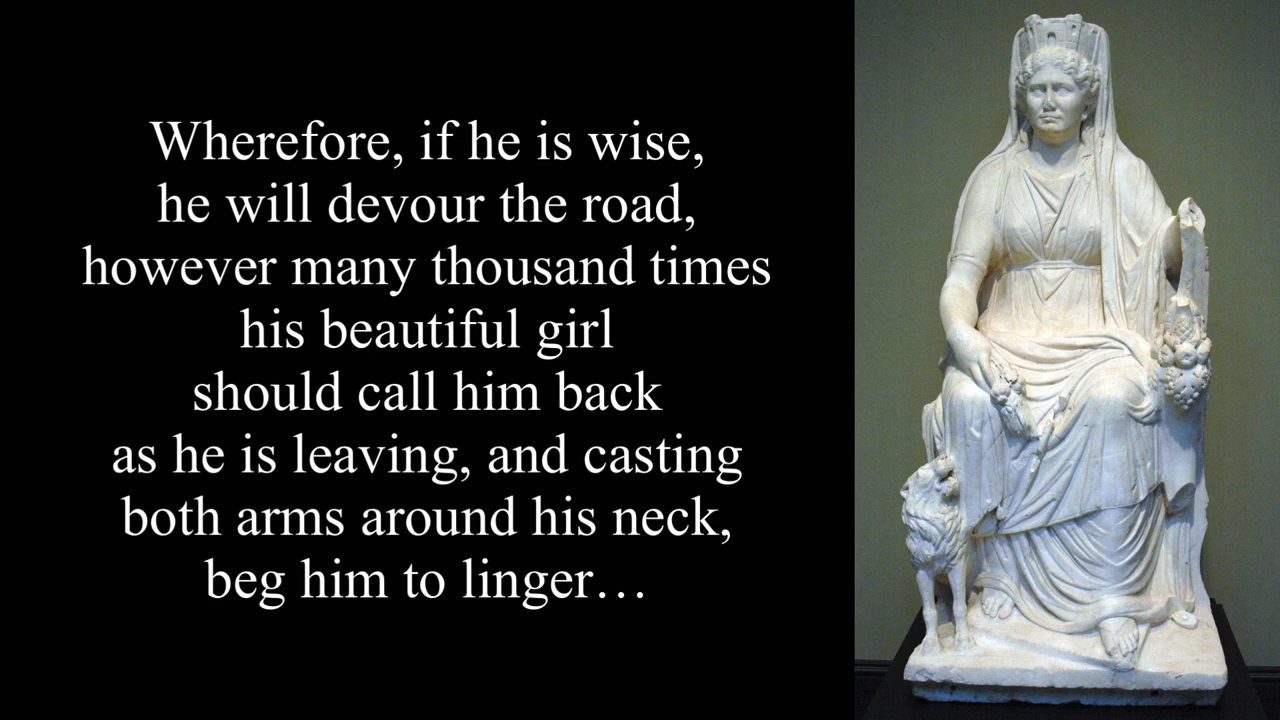 Wherefore, if he is wise,
he will devour the road,
however many thousand times
his beautiful girl
should call him back
as he is leaving, and casting
both arms around his neck,
beg him to linger…